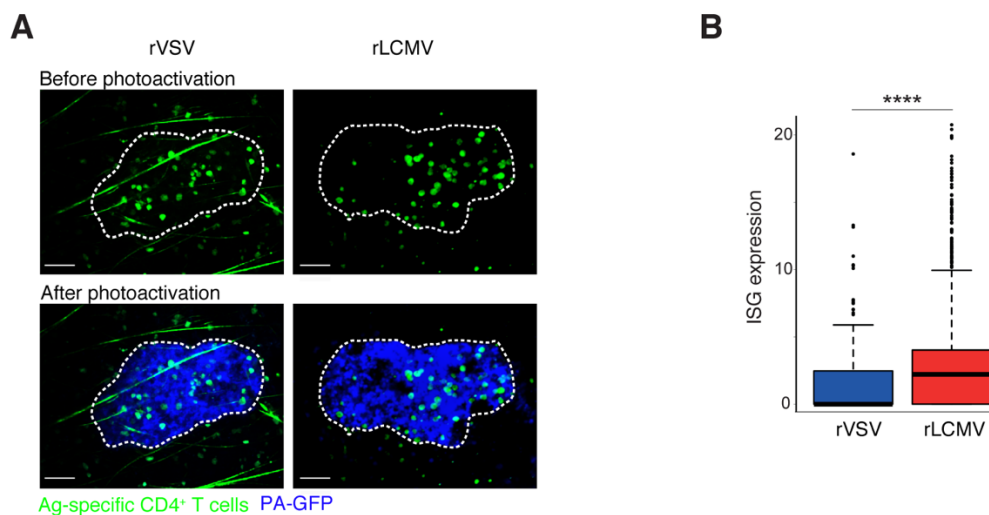 A
rVSV
rLCMV
Before photoactivation
After photoactivation
Ag-specific CD4⁺ T cells PA-GFP
B
****
20
10
0
ISG expression
rVSV
rLCMV